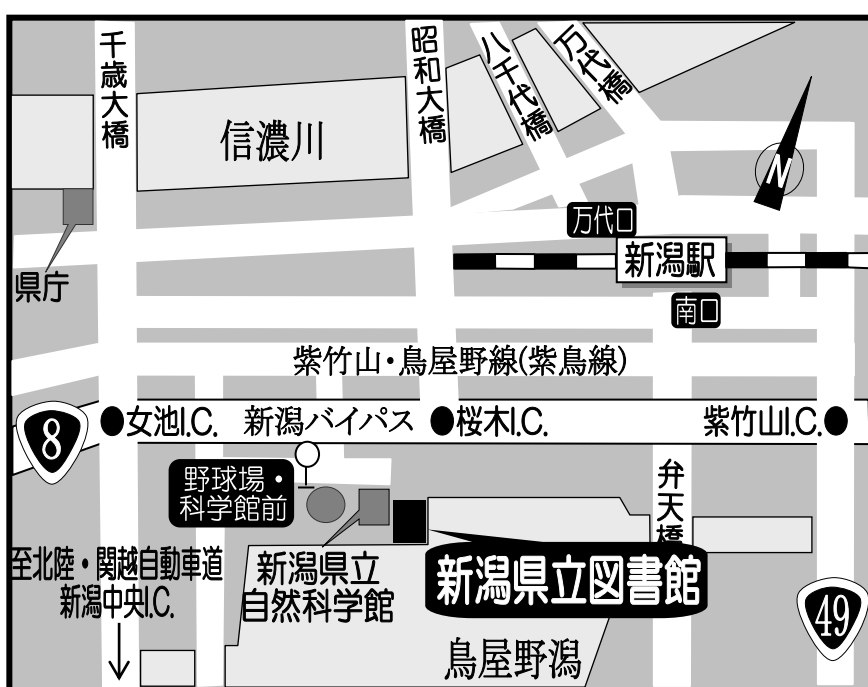 千歳大橋
昭和大橋
八千代橋
万代橋
信濃川
N
万代口
新潟駅
県庁
南口
紫竹山・鳥屋野線(紫鳥線)
8
女池I.C.
新潟バイパス
桜木I.C.
紫竹山I.C.
野球場・
科学館前
弁天橋
至北陸・関越自動車道
新潟中央I.C.
新潟県立
自然科学館
新潟県立図書館
49
鳥屋野潟